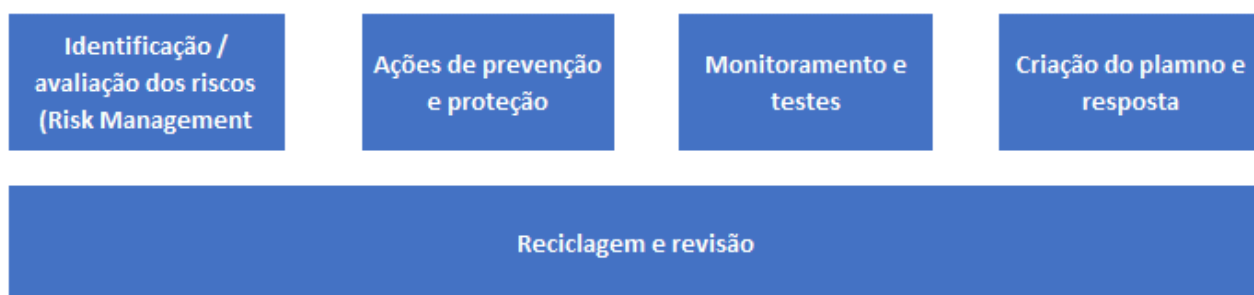 Identificação /
avaliação dos riscos
(Risk Management
Ações de prevenção
e proteção
Monitoramento e
testes
Criação do plamno e
resposta
Reciclagem e revisão